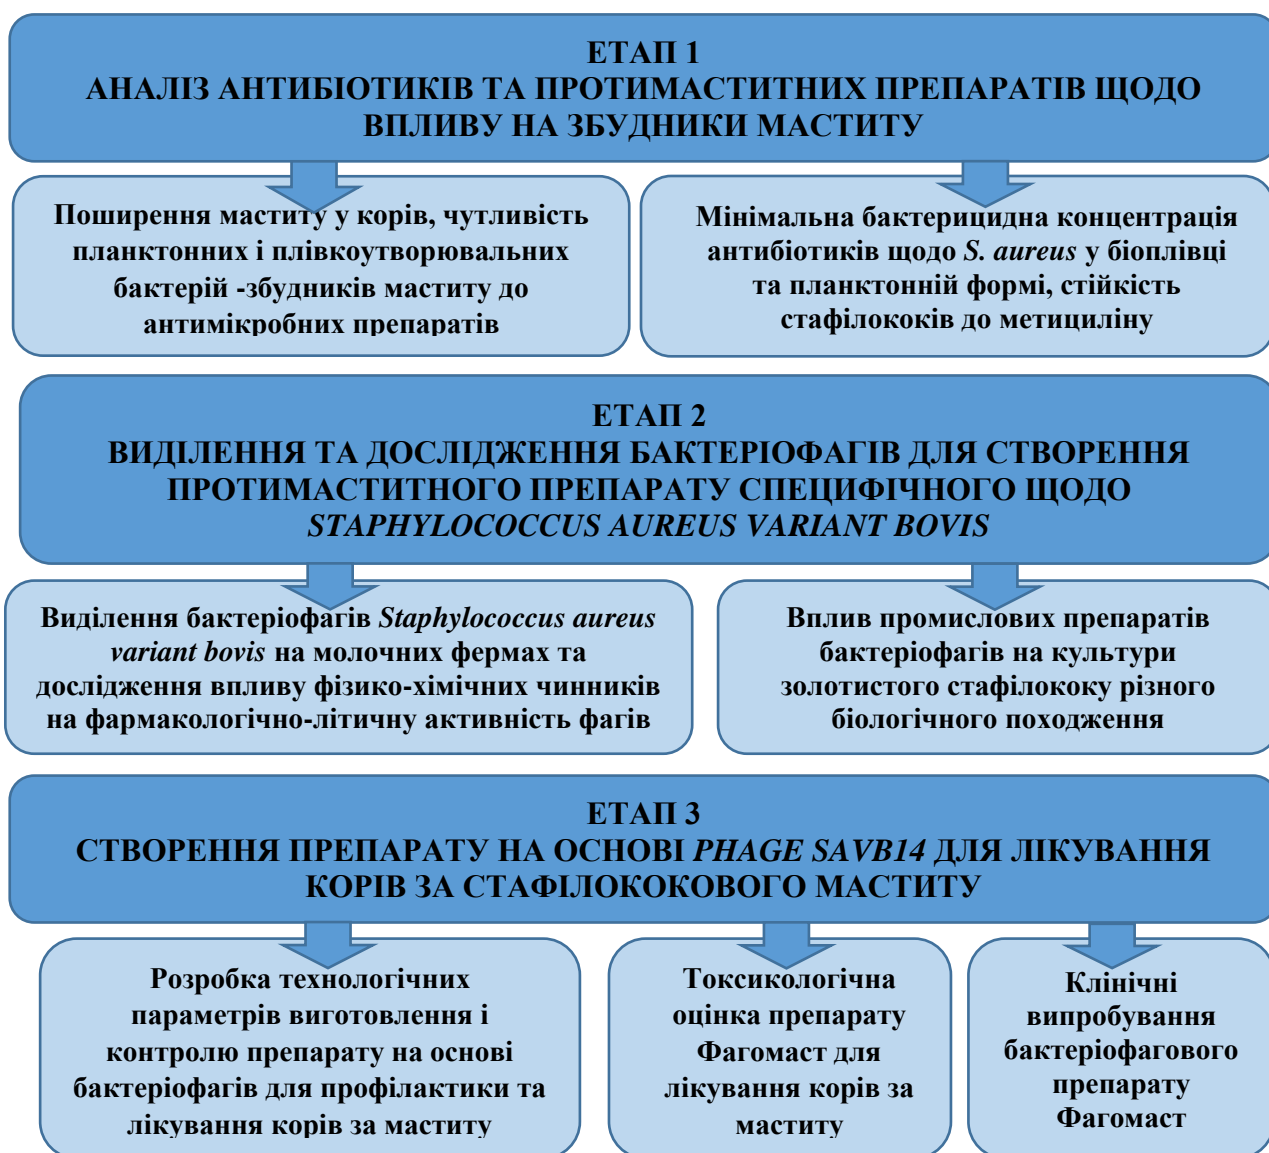 ЕТАП 1
АНАЛІЗ АНТИБІОТИКІВ ТА ПРОТИМАСТИТНИХ ПРЕПАРАТІВ ЩОДО
ВПЛИВУ НА ЗБУДНИКИ МАСТИТУ
Поширення маститу у корів, чутливість
планктонних і плівкоутворювальних
бактерій -збудників маститу до
антимікробних препаратів
Мінімальна бактерицидна концентрація
антибіотиків щодо S. aureus у біоплівці
та планктонній формі, стійкість
стафілококів до метициліну
ЕТАП 2
ВИДІЛЕННЯ ТА ДОСЛІДЖЕННЯ БАКТЕРІОФАГІВ ДЛЯ СТВОРЕННЯ
ПРОТИМАСТИТНОГО ПРЕПАРАТУ СПЕЦИФІЧНОГО ЩОДО
STAPHYLOCOCCUS AUREUS VARIANT BOVIS
Виділення бактеріофагів Staphylococcus aureus
variant bovis на молочних фермах та
дослідження впливу фізико-хімічних чинників
на фармакологічно-літичну активність фагів
Вплив промислових препаратів
бактеріофагів на культури
золотистого стафілококу різного
біологічного походження
ЕТАП 3
СТВОРЕННЯ ПРЕПАРАТУ НА ОСНОВІ PHAGE SAVB14 ДЛЯ ЛІКУВАННЯ
КОРІВ ЗА СТАФІЛОКОКОВОГО МАСТИТУ
Розробка технологічних
параметрів виготовлення і
контролю препарату на основі
бактеріофагів для профілактики та
лікування корів за маститу
Токсикологічна
оцінка препарату
Фагомаст для
лікування корів за
маститу
Клінічні
випробування
бактеріофагового
препарату
Фагомаст